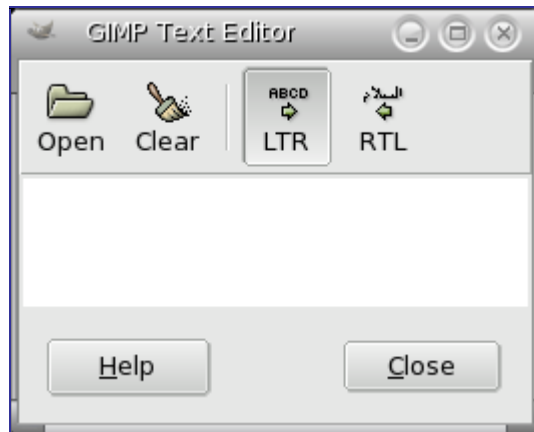 GIMP Text Editor
ABCD السلام
Open Clear LTR RTL
Help Close